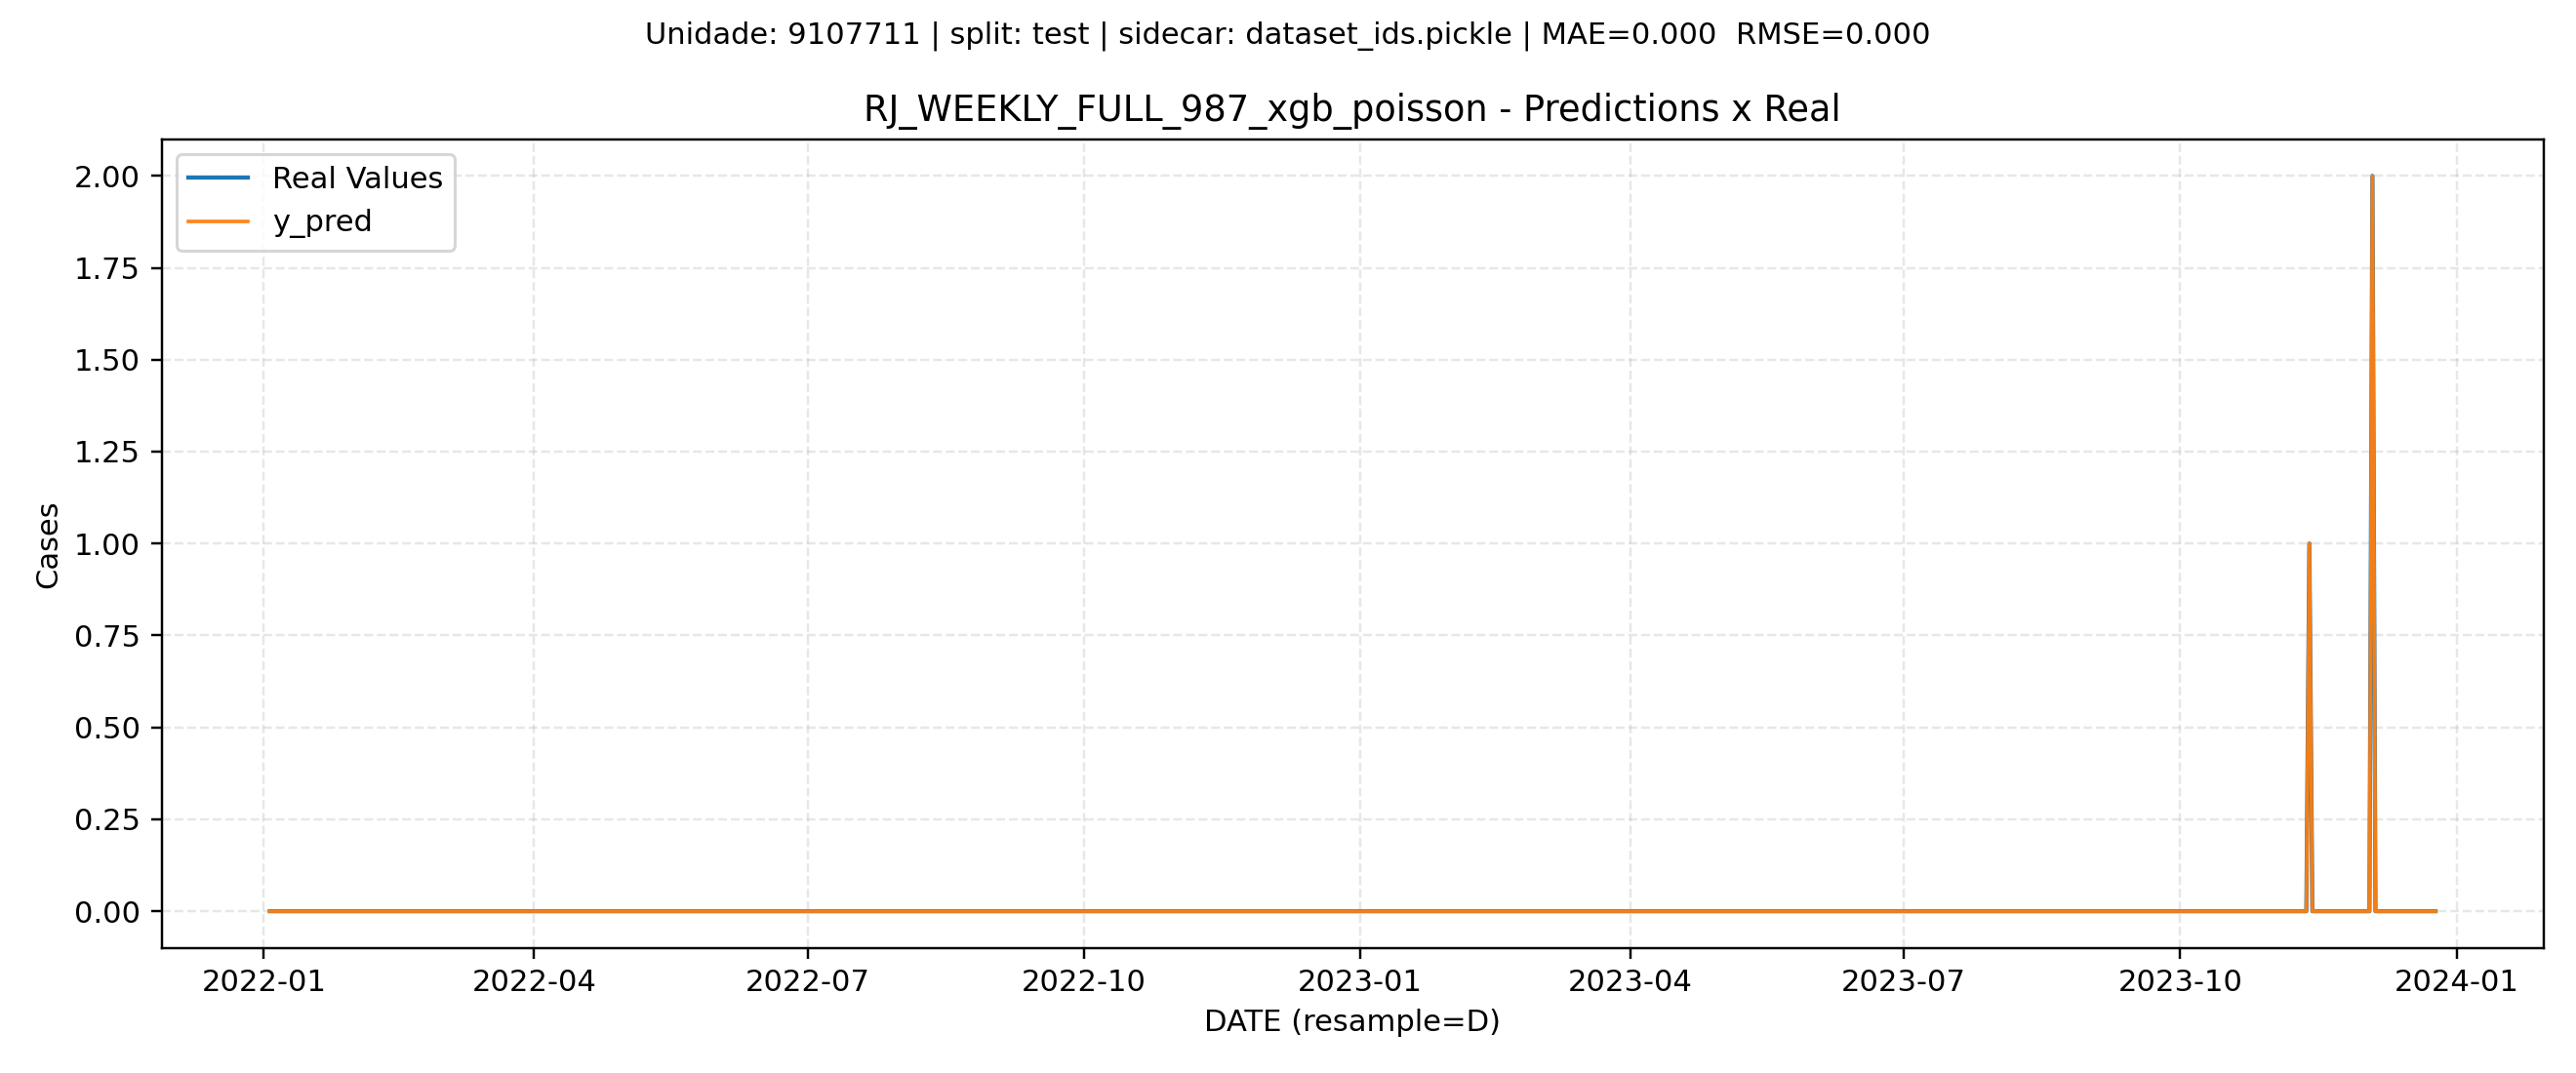 Unidade: 9107711 | split: test | sidecar: dataset_ids.pickle | MAE=0.000  RMSE=0.000
RJ_WEEKLY_FULL_987_xgb_poisson - Predictions x Real
Real Values
y_pred
Cases
2.00
1.75
1.50
1.25
1.00
0.75
0.50
0.25
0.00
2022-01 2022-04 2022-07 2022-10 2023-01 2023-04 2023-07 2023-10 2024-01
DATE (resample=D)